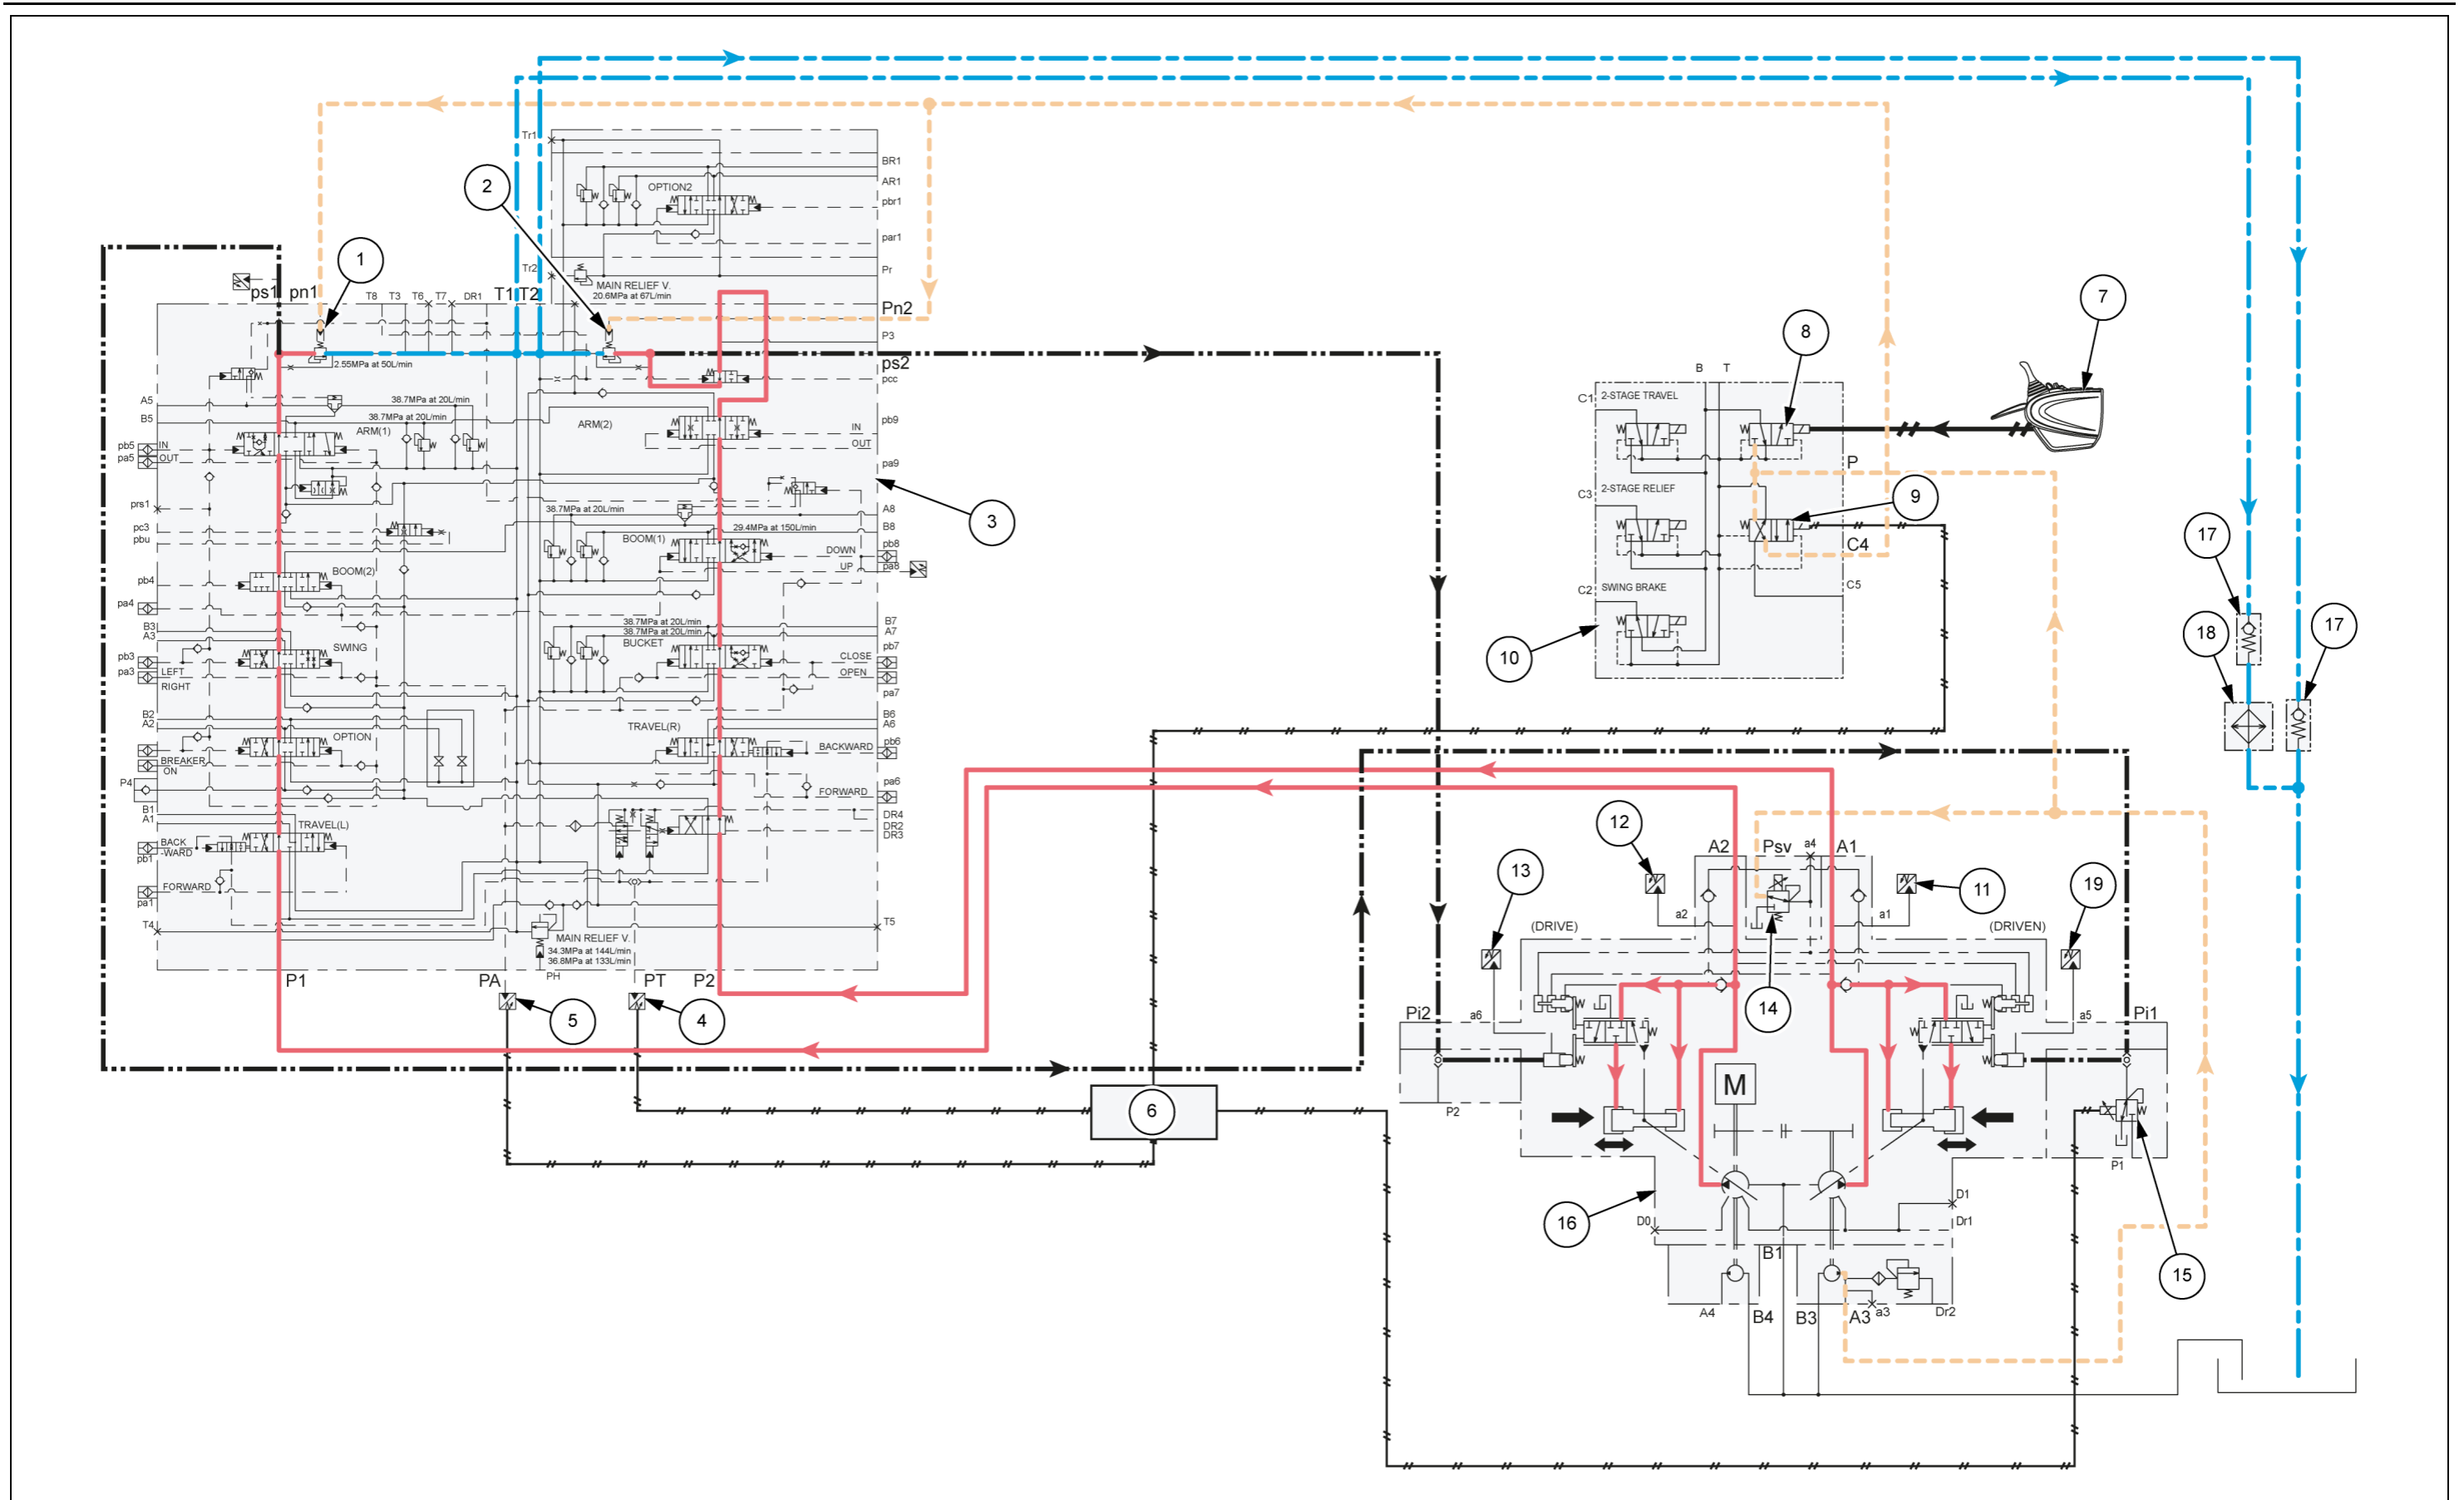 Tr1
BR1
AR1
2
OPTION2
pbr1
par1
1
Tr2
Pr
MAIN RELIEF V.
20.6MPa at 67L/min
ps1 pn1
T8 T3 T6 T7 DR1 T1 T2
Pn2
P3
ps2
2.55MPa at 50L/min
pcc
A5
38.7MPa at 20L/min
B5
38.7MPa at 20L/min
ARM(1)
ARM(2)
pb9
IN
OUT
pb5
IN
pa5
OUT
pa9
3
prs1
38.7MPa at 20L/min
A8
29.4MPa at 150L/min
B8
pc3
pbu
BOOM(1)
DOWN
pb8
UP
pa8
BOOM(2)
pb4
pa4
B3
A3
38.7MPa at 20L/min
38.7MPa at 20L/min
B7
A7
SWING
BUCKET
pb7
pb3
CLOSE
pa3
LEFT
OPEN
RIGHT
pa7
B2
A2
B6
A6
OPTION
TRAVEL(R)
pb6
BACKWARD
BREAKER
ON
P4
pa6
FORWARD
B1
A1
DR4
DR2
DR3
TRAVEL(L)
BACK
-WARD
pb1
FORWARD
pa1
T4
T5
MAIN RELIEF V.
34.3MPa at 144L/min
36.8MPa at 133L/min
P1
PA
PH
PT
P2
5
4
6
7
8
B T
C1
2-STAGE TRAVEL
P
C3
2-STAGE RELIEF
9
C4
C2
SWING BRAKE
C5
10
17
18
17
12
A2
Psv
a4
A1
13
11
19
a2
a1
(DRIVE)
(DRIVEN)
14
Pi2
a6
a5
Pi1
M
P2
P1
16
D1
D0
Dr1
B1
15
A4
B4
B3
A3
a3
Dr2